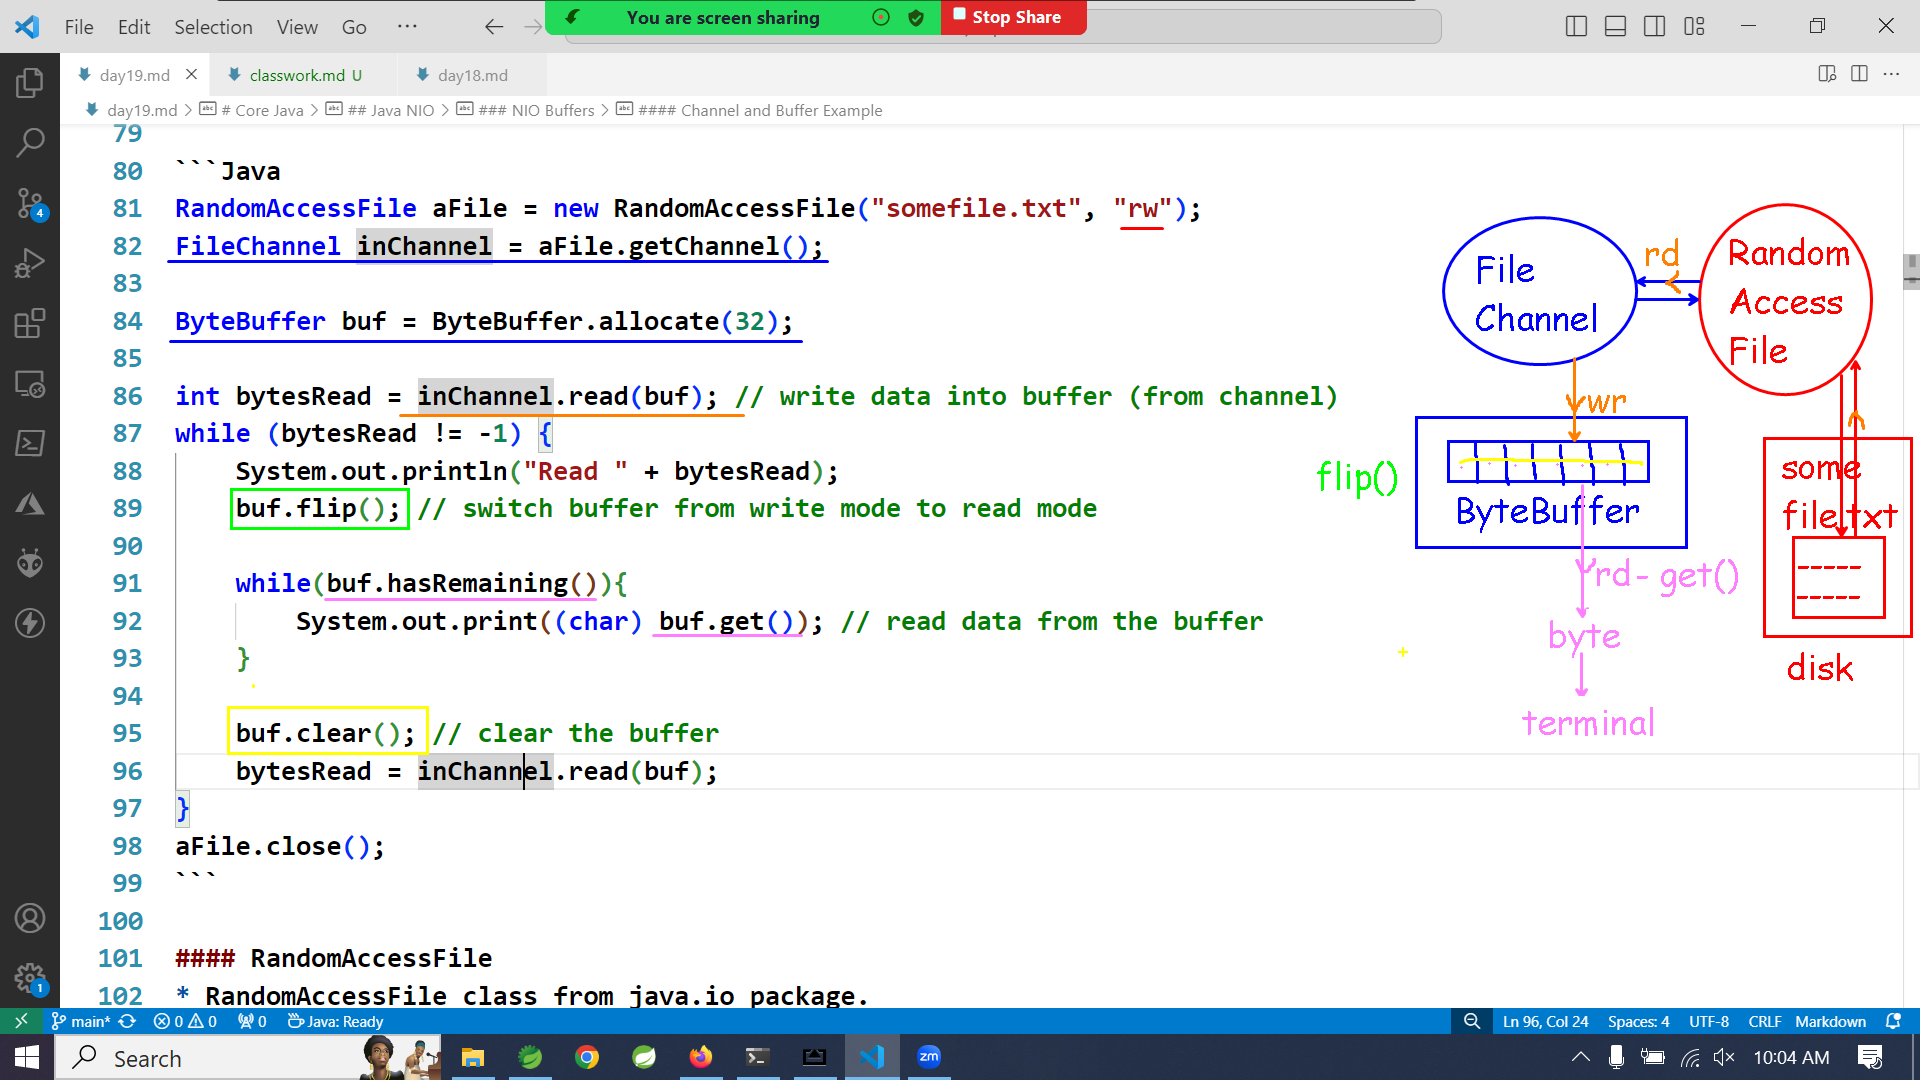 File Edit Selection View Go ···
You are screen sharing
Stop Share
day19.md
classwork.md U
day18.md
day19.md > # Core Java > ## Java NIO > ### NIO Buffers > #### Channel and Buffer Example
79
80 ```Java
81 RandomAccessFile aFile = new RandomAccessFile("somefile.txt", "rw");
82 FileChannel inChannel = aFile.getChannel();
83
84 ByteBuffer buf = ByteBuffer.allocate(32);
85
86 int bytesRead = inChannel.read(buf); // write data into buffer (from channel)
87 while (bytesRead != -1) {
88 System.out.println("Read " + bytesRead);
89 buf.flip(); // switch buffer from write mode to read mode
90
91 while(buf.hasRemaining()){
92 System.out.print((char) buf.get()); // read data from the buffer
93 }
94
95 buf.clear(); // clear the buffer
96 bytesRead = inChannel.read(buf);
97 }
98 aFile.close();
99 ```
100
101 #### RandomAccessFile
102 * RandomAccessFile class from java.io package.
File
Channel
rd
Random
Access
File
wr
flip()
ByteBuffer
some
file.txt
rd - get()
byte
disk
terminal
4
1
main* 0 0 0 Java: Ready
Ln 96, Col 24 Spaces: 4 UTF-8 CRLF Markdown
Search
zm
10:04 AM